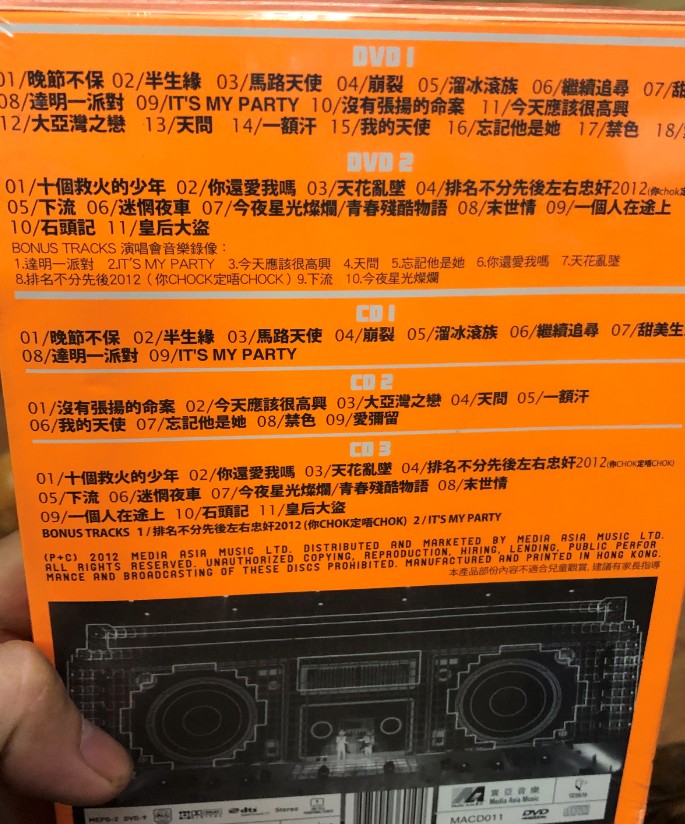 DVD 1
01/晚節不保 02/半生緣 03/馬路天使 04/崩裂 05/溜冰滾族 06/繼續追尋 07/甜
08/達明一派對 09/IT'S MY PARTY 10/沒有張揚的命案 11/今天應該很高興
12/大亞灣之戀 13/天問 14/一額汗 15/我的天使 16/忘記他是她 17/禁色 18/
DVD 2
01/十個救火的少年 02/你還愛我嗎 03/天花亂墜 04/排名不分先後左右忠奸2012(你chok定
05/下流 06/迷惘夜車 07/今夜星光燦爛/青春殘酷物語 08/末世情 09/一個人在途上
10/石頭記 11/皇后大盜
BONUS TRACKS 演唱會音樂錄像：
1.達明一派對 2.IT'S MY PARTY 3.今天應該很高興 4.天問 5.忘記他是她 6.你還愛我嗎 7.天花亂墜
8.排名不分先後2012（你CHOCK定唔CHOCK）9.下流 10.今夜星光燦爛
CD 1
01/晚節不保 02/半生緣 03/馬路天使 04/崩裂 05/溜冰滾族 06/繼續追尋 07/甜美生
08/達明一派對 09/IT'S MY PARTY
CD 2
01/沒有張揚的命案 02/今天應該很高興 03/大亞灣之戀 04/天問 05/一額汗
06/我的天使 07/忘記他是她 08/禁色 09/愛彌留
CD 3
01/十個救火的少年 02/你還愛我嗎 03/天花亂墜 04/排名不分先後左右忠奸2012(你CHOK定唔CHOK)
05/下流 06/迷惘夜車 07/今夜星光燦爛/青春殘酷物語 08/末世情
09/一個人在途上 10/石頭記 11/皇后大盜
BONUS TRACKS 1/排名不分先後左右忠奸2012 (你CHOK定唔CHOK) 2/IT'S MY PARTY
(P+C) 2012 MEDIA ASIA MUSIC LTD. DISTRIBUTED AND MARKETED BY MEDIA ASIA MUSIC LTD.
ALL RIGHTS RESERVED. UNAUTHORIZED COPYING, REPRODUCTION, HIRING, LENDING, PUBLIC PERFOR
MANCE AND BROADCASTING OF THESE DISCS PROHIBITED. MANUFACTURED AND PRINTED IN HONG KONG.
本產品部份內容不適合兒童觀賞, 建議有家長指導
MPEG-2 DVD-9 ALL dts Stereo
寰亞音樂
Media Asia Music
MACD011 DVD